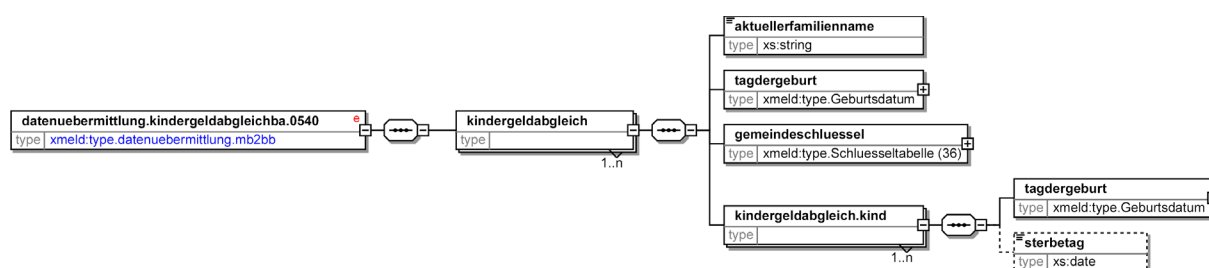 datenuebermittlung.kindergeldabgleichba.0540 e
type xmeld:type.datenuebermittlung.mb2bb
kindergeldabgleich
type
1..n
aktuellerfamilienname
type xs:string
tagdergeburt
type xmeld:type.Geburtsdatum
gemeindeschluessel
type xmeld:type.Schluesseltabelle (36)
kindergeldabgleich.kind
type
1..n
tagdergeburt
type xmeld:type.Geburtsdatum
sterbetag
type xs:date